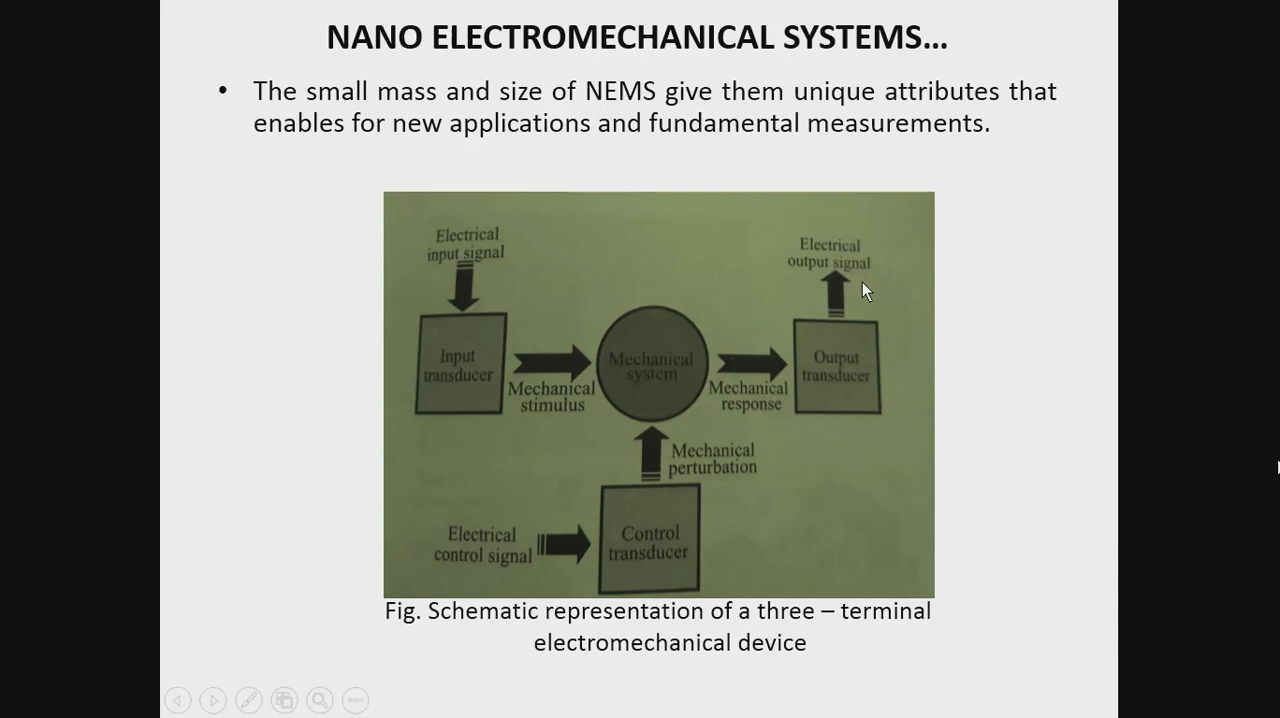 NANO ELECTROMECHANICAL SYSTEMS...
• The small mass and size of NEMS give them unique attributes that
enables for new applications and fundamental measurements.
Electrical
input signal
Electrical
output signal
Input
transducer
Mechanical
stimulus
Mechanical
system
Mechanical
response
Output
transducer
Mechanical
perturbation
Electrical
control signal
Control
transducer
Fig. Schematic representation of a three – terminal
electromechanical device